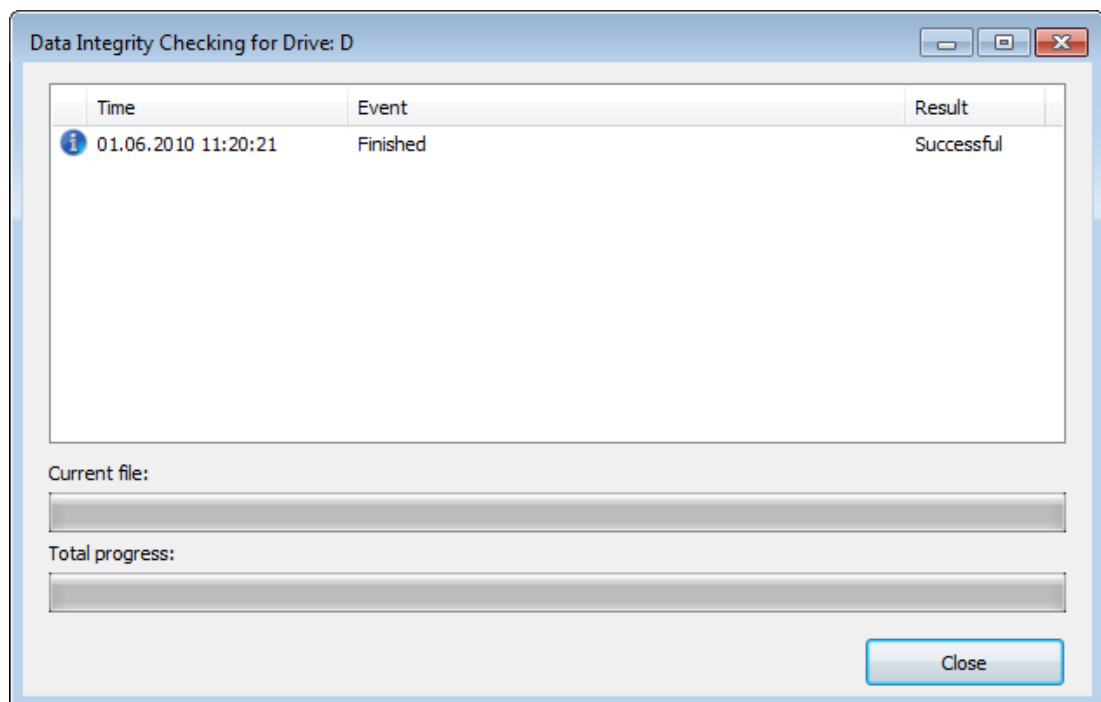 Data Integrity Checking for Drive: D
Time Event Result
01.06.2010 11:20:21 Finished Successful
Current file:
Total progress:
Close